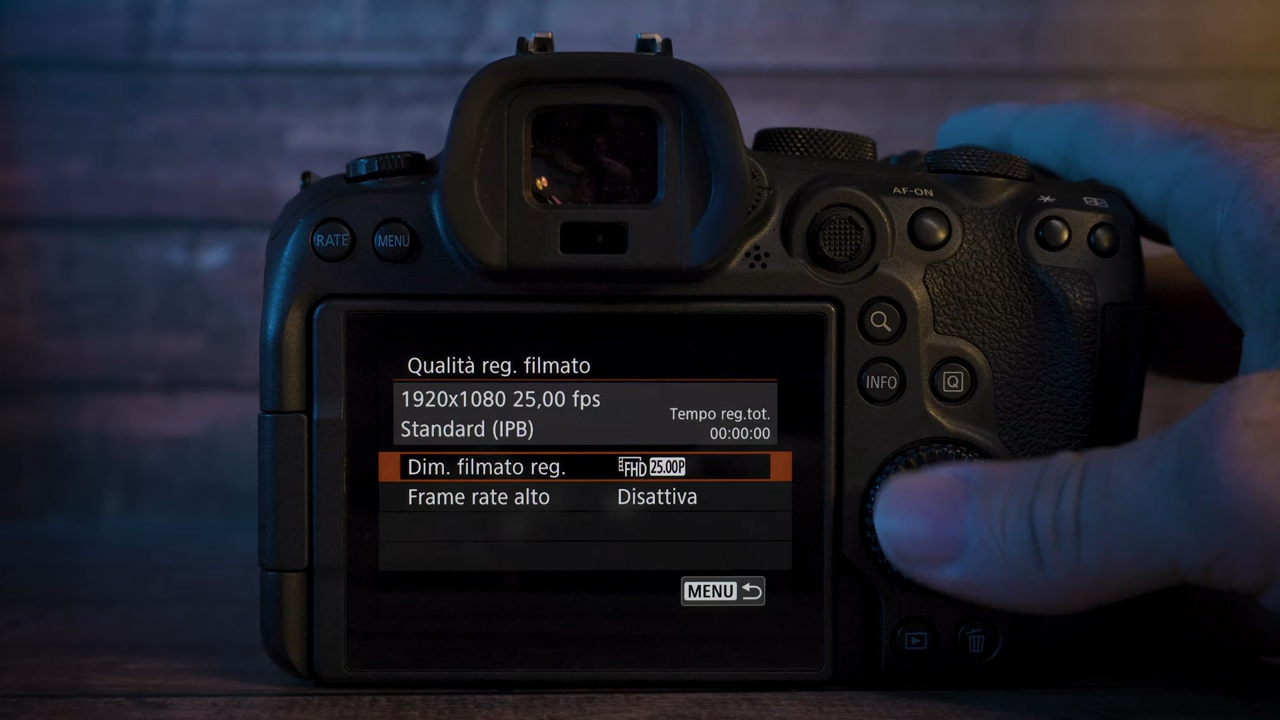 AF-ON
RATE MENU
INFO
Q
Qualità reg. filmato
1920x1080 25,00 fps
Standard (IPB)
Tempo reg.tot.
00:00:00
Dim. filmato reg. FHD 25.00P
Frame rate alto Disattiva
MENU